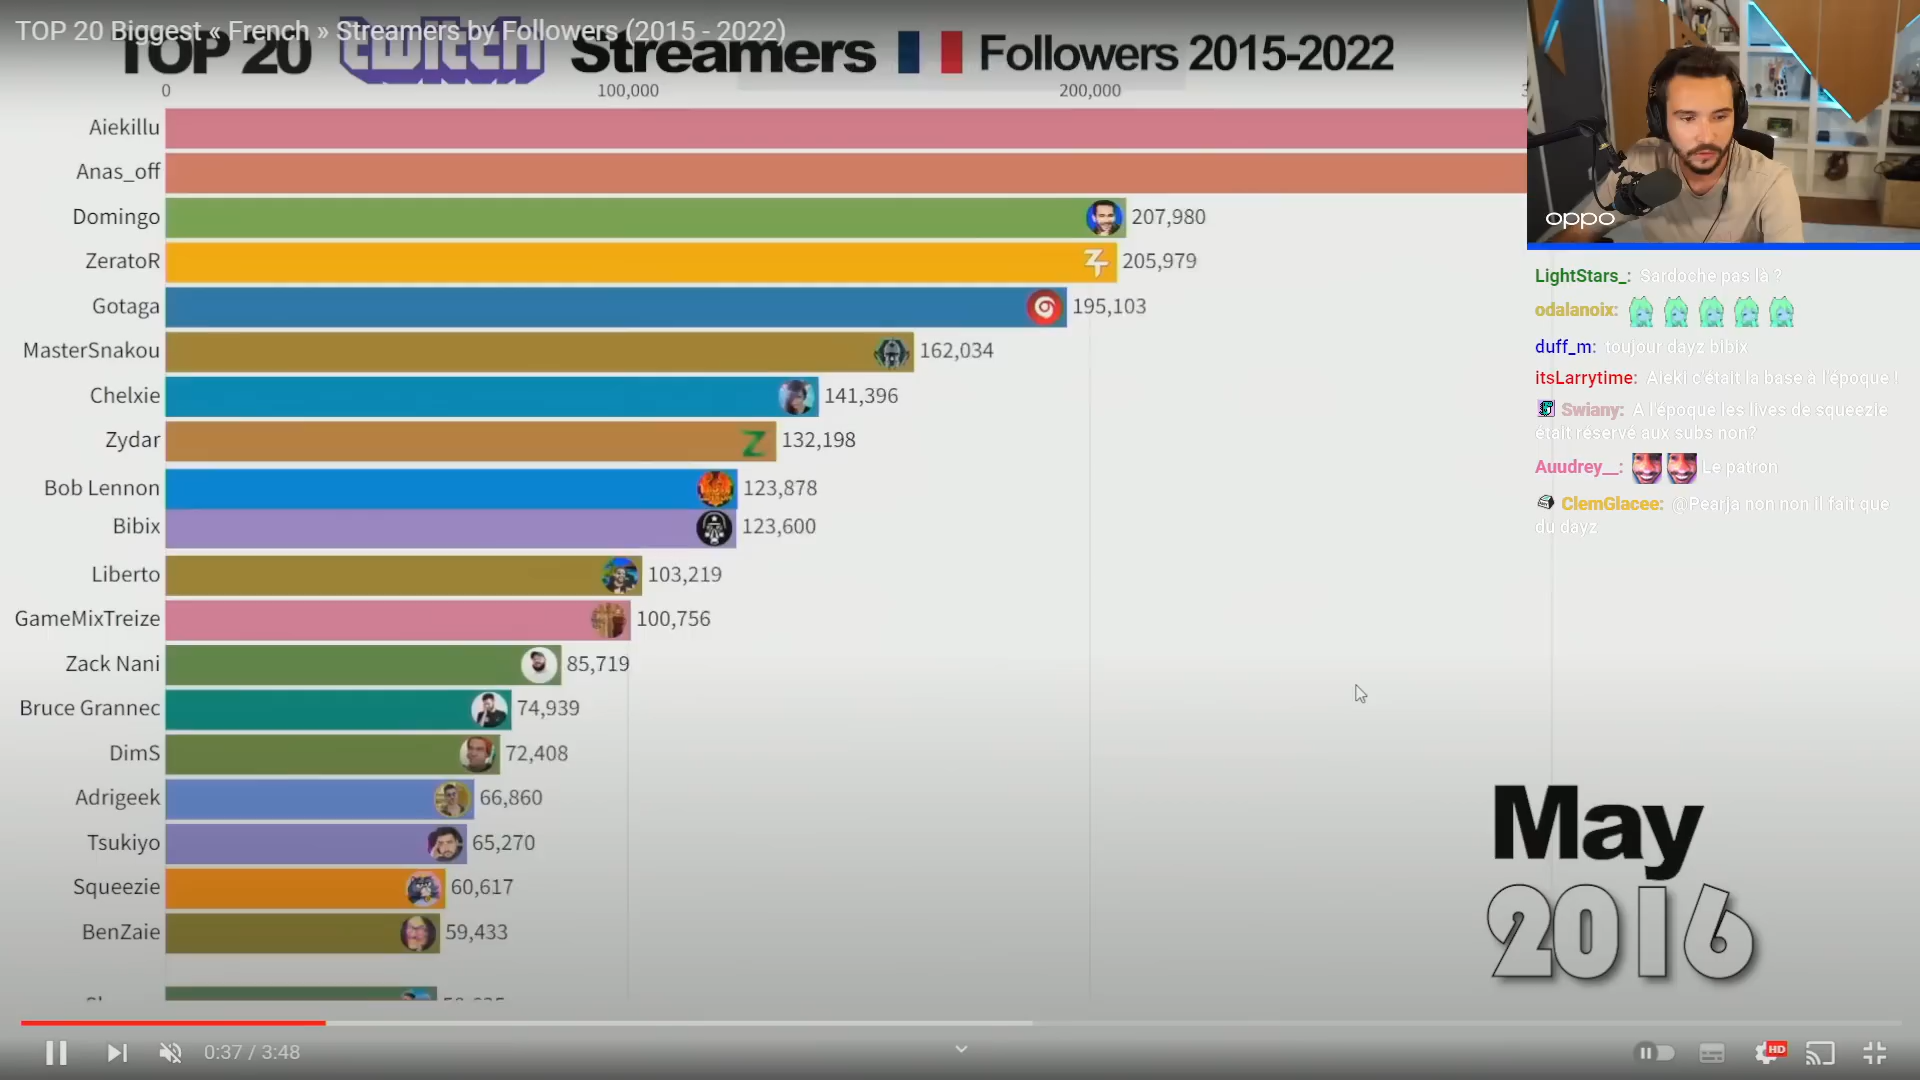 TOP 20 Biggest « French » Streamers by Followers (2015 - 2022)
TOP 20 twitch Streamers Followers 2015-2022
0 100,000 200,000
Aiekillu
Anas_off
Domingo 207,980
ZeratoR 205,979
Gotaga 195,103
MasterSnakou 162,034
Chelxie 141,396
Zydar 132,198
Bob Lennon 123,878
Bibix 123,600
Liberto 103,219
GameMixTreize 100,756
Zack Nani 85,719
Bruce Grannec 74,939
DimS 72,408
Adrigeek 66,860
Tsukiyo 65,270
Squeezie 60,617
BenZaie 59,433
May
2016
0:37 / 3:48
HD
oppo
LightStars_: Sardoche pas là ?
odalanoix:
duff_m: toujour dayz bibix
itsLarrytime: Aieki c'était la base à l'époque !
Swiany: A l'époque les lives de squeezie
était réservé aux subs non?
Auudrey__: Le patron
ClemGlacee: @Pearja non non il fait que
du dayz